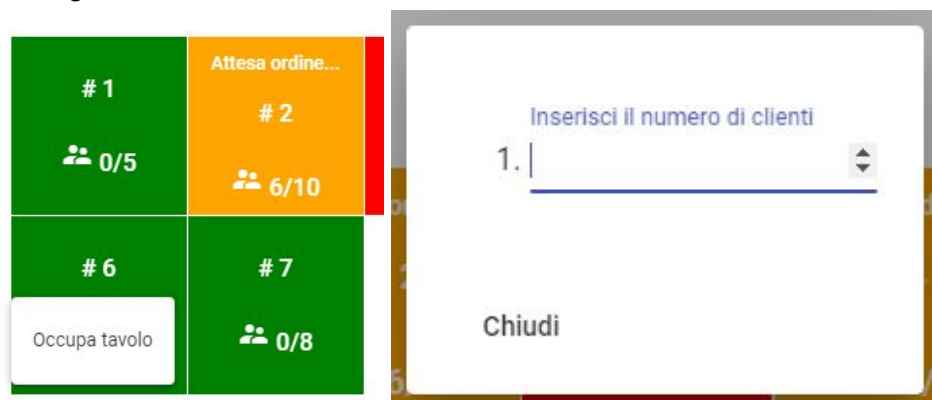 # 1
0/5
Attesa ordine...
# 2
6/10
# 6
Occupa tavolo
# 7
0/8
Inserisci il numero di clienti
1.
Chiudi